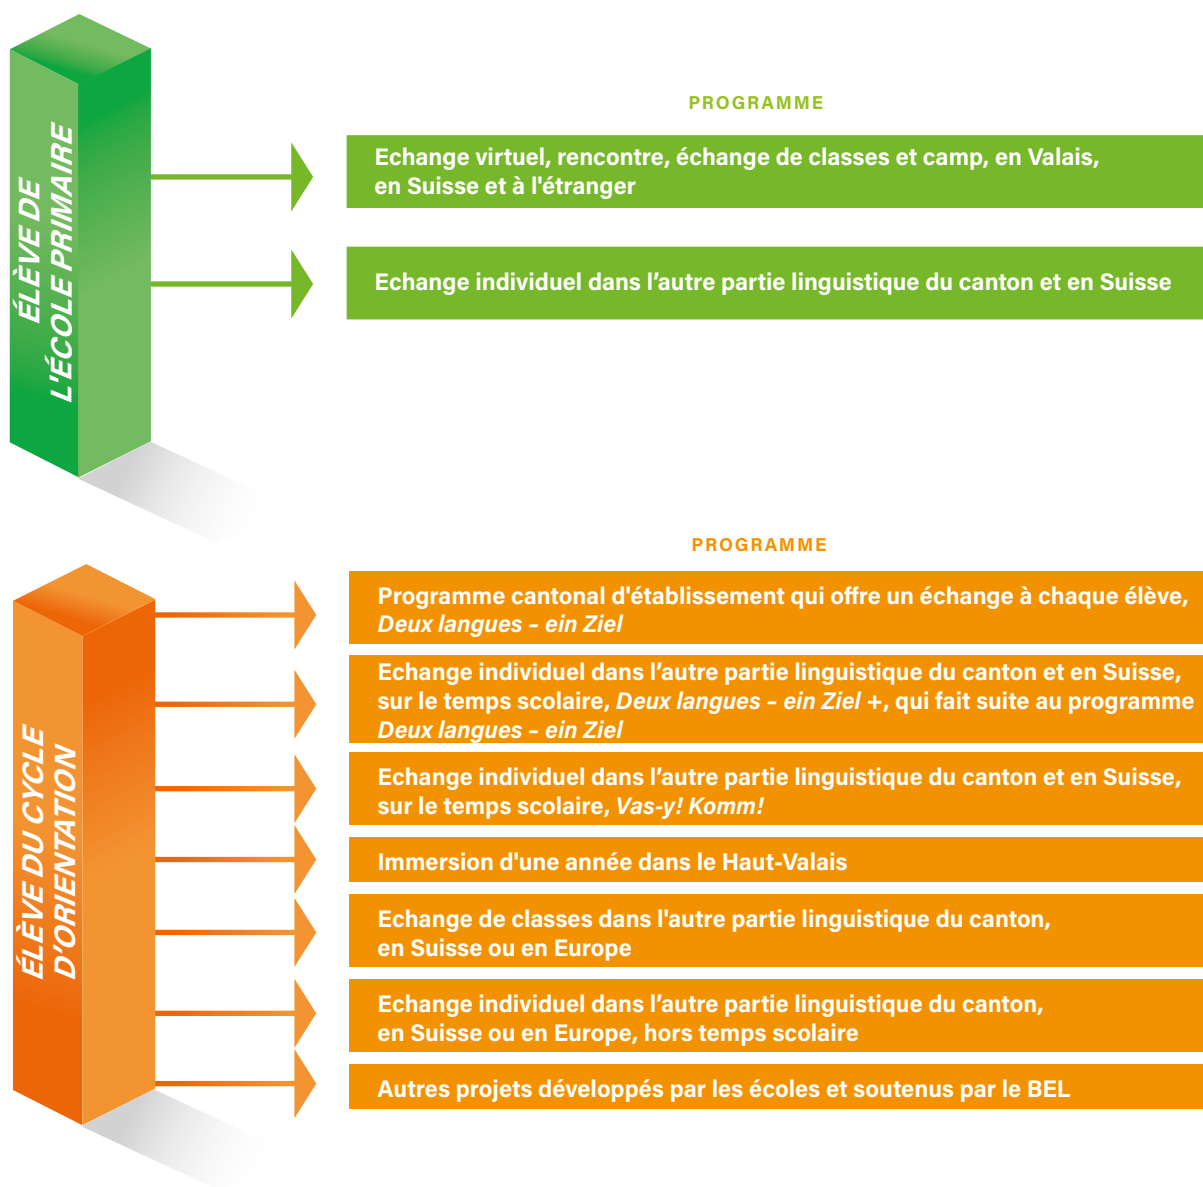 ÉLÈVE DE
L'ÉCOLE PRIMAIRE
PROGRAMME
Echange virtuel, rencontre, échange de classes et camp, en Valais,
en Suisse et à l'étranger
Echange individuel dans l’autre partie linguistique du canton et en Suisse
ÉLÈVE DU CYCLE
D'ORIENTATION
PROGRAMME
Programme cantonal d'établissement qui offre un échange à chaque élève,
Deux langues – ein Ziel
Echange individuel dans l’autre partie linguistique du canton et en Suisse,
sur le temps scolaire, Deux langues – ein Ziel +, qui fait suite au programme
Deux langues – ein Ziel
Echange individuel dans l’autre partie linguistique du canton et en Suisse,
sur le temps scolaire, Vas-y! Komm!
Immersion d'une année dans le Haut-Valais
Echange de classes dans l'autre partie linguistique du canton,
en Suisse ou en Europe
Echange individuel dans l’autre partie linguistique du canton,
en Suisse ou en Europe, hors temps scolaire
Autres projets développés par les écoles et soutenus par le BEL